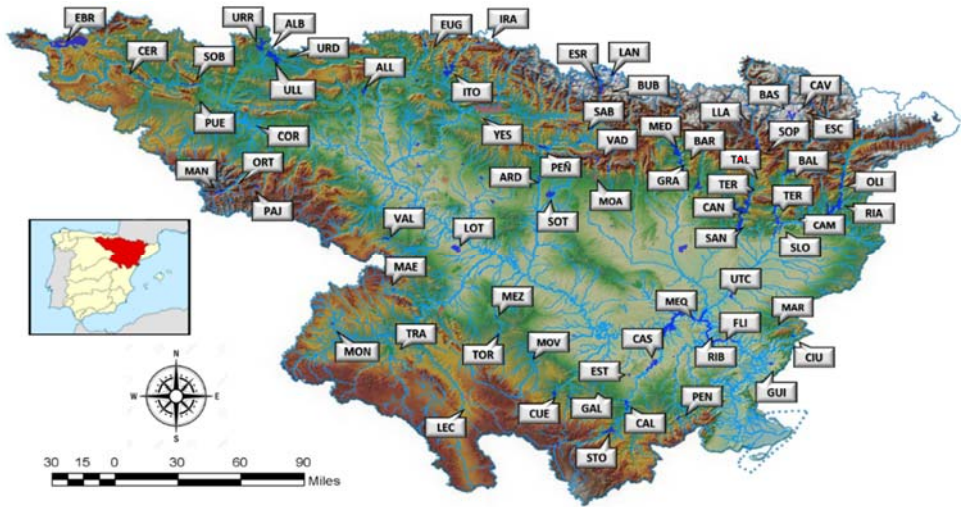 EBR
URR
ALB
EUG
IRA
CER
SOB
URD
ALL
ESR
LAN
ULL
ITO
BUB
BAS
CAV
LLA
SAB
MED
PUE
COR
YES
VAD
BAR
SOP
ESC
MAN
ORT
PEÑ
TAL
BAL
ARD
GRA
TER
TER
OLI
PAJ
MOA
CAN
CAM
RIA
VAL
LOT
SOT
SAN
SLO
MAE
UTC
MEZ
MEQ
MAR
MON
TRA
TOR
MOV
CAS
FLI
EST
RIB
CIU
GUI
LEC
CUE
GAL
CAL
PEN
STO
N
W
E
S
30 15 0 30 60 90
Miles